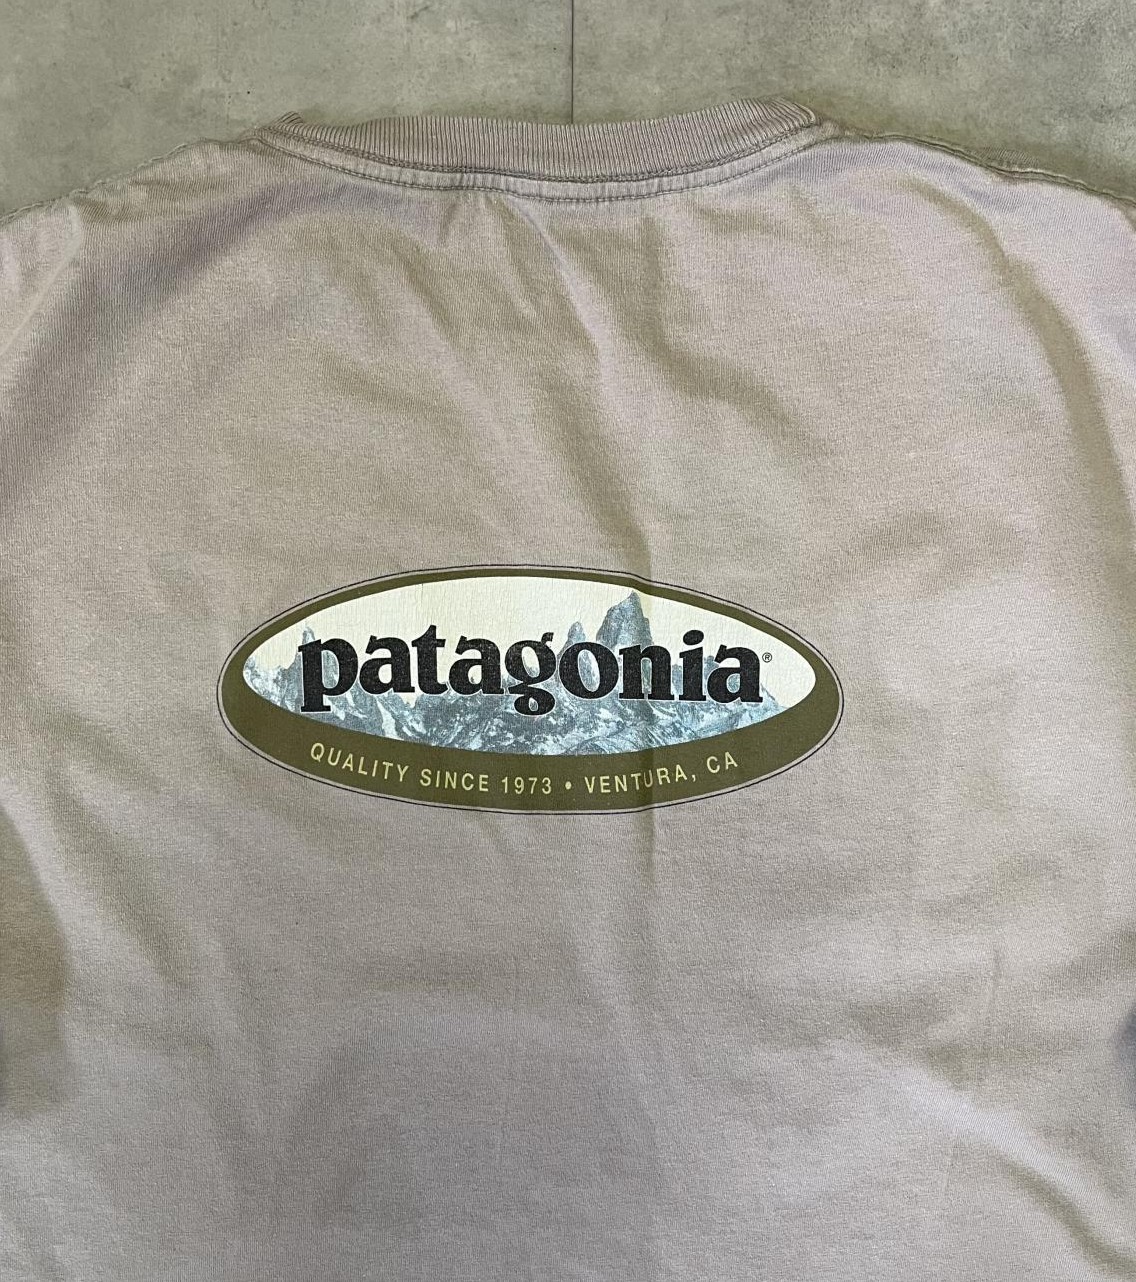 patagonia®
QUALITY SINCE 1973 • VENTURA, CA